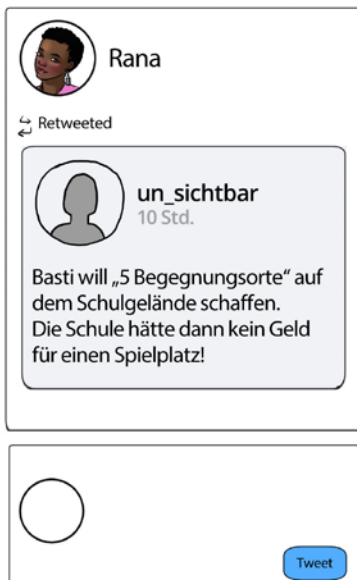 Rana
Retweeted
un_sichtbar
10 Std.
Basti will „5 Begegnungsorte“ auf
dem Schulgelände schaffen.
Die Schule hätte dann kein Geld
für einen Spielplatz!
Tweet